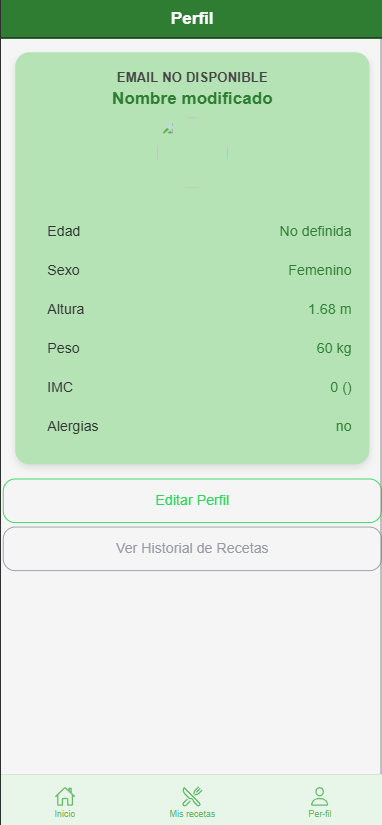 Perfil
EMAIL NO DISPONIBLE
Nombre modificado
Edad No definida
Sexo Femenino
Altura 1.68 m
Peso 60 kg
IMC 0 ()
Alergias no
Editar Perfil
Ver Historial de Recetas
Inicio Mis recetas Per-fil